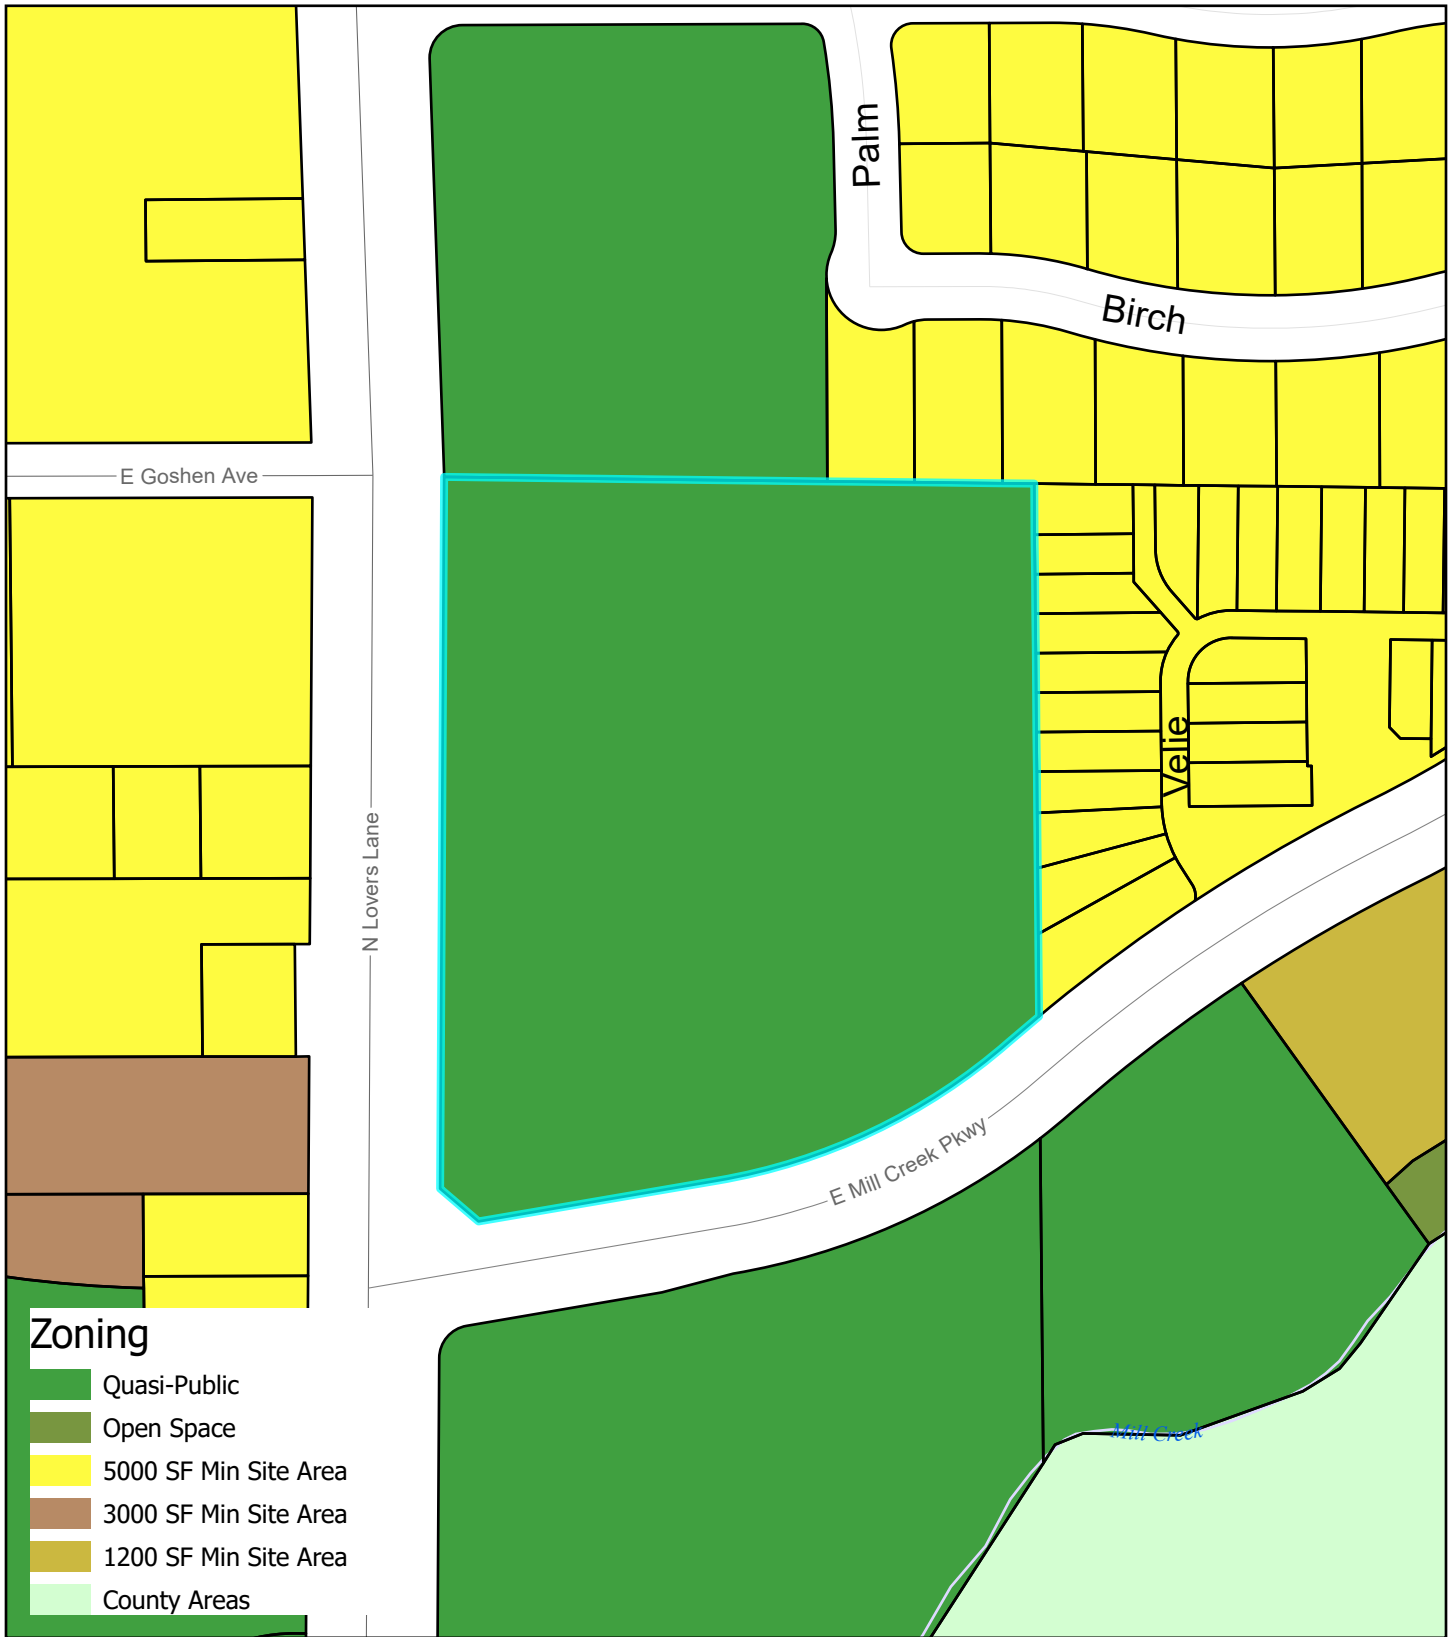 Palm
Birch
E Goshen Ave
Velie
N Lovers Lane
E Mill Creek Pkwy
Mill Creek
Zoning
Quasi-Public
Open Space
5000 SF Min Site Area
3000 SF Min Site Area
1200 SF Min Site Area
County Areas